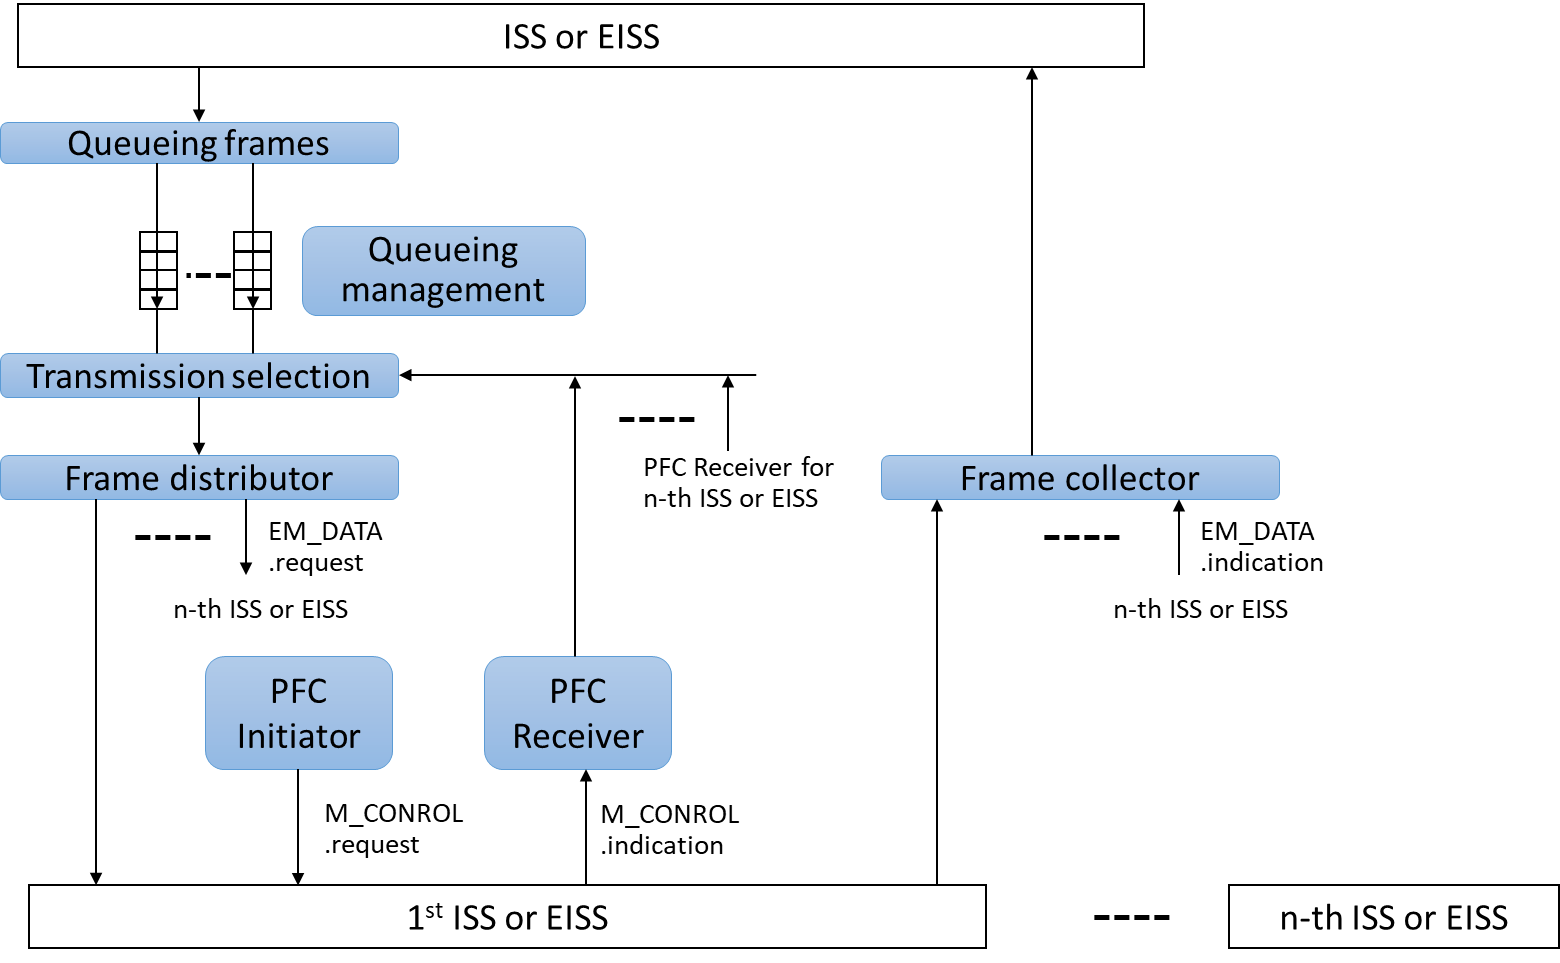 ISS or EISS
Queueing frames
Queueing
management
Transmission selection
PFC Receiver for
n-th ISS or EISS
Frame distributor
Frame collector
EM_DATA
.request
EM_DATA
.indication
n-th ISS or EISS
n-th ISS or EISS
PFC
Initiator
PFC
Receiver
M_CONROL
.request
M_CONROL
.indication
1st ISS or EISS
n-th ISS or EISS